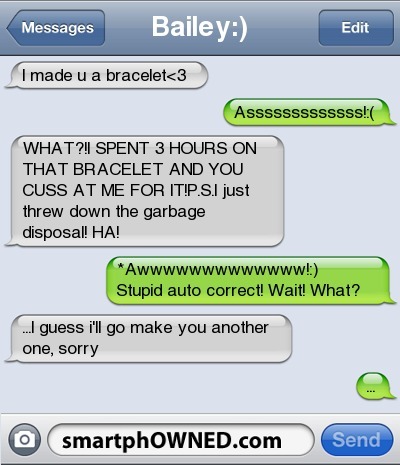 Messages
Bailey:)
Edit
I made u a bracelet<3
Asssssssssssss!:(
WHAT?!I SPENT 3 HOURS ON
THAT BRACELET AND YOU
CUSS AT ME FOR IT!P.S.I just
threw down the garbage
disposal! HA!
*Awwwwwwwwwwwww!:)
Stupid auto correct! Wait! What?
...I guess i'll go make you another
one, sorry
...
smartphOWNED.com
Send